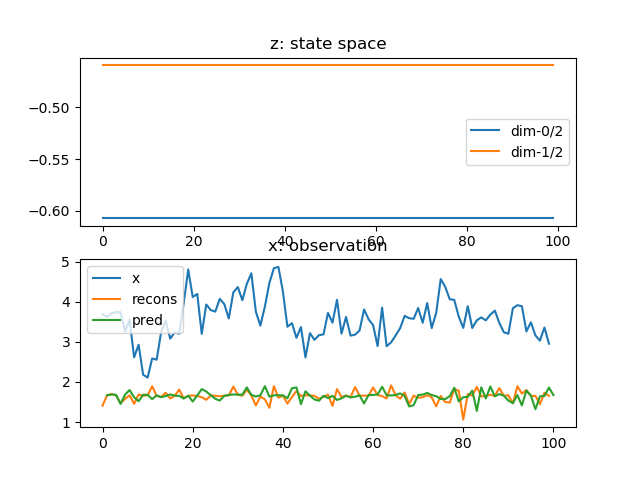 z: state space
−0.50
−0.55
−0.60
dim-0/2
dim-1/2
0 20 40 60 80 100
x: observation
5
4
3
2
1
x
recons
pred
0 20 40 60 80 100